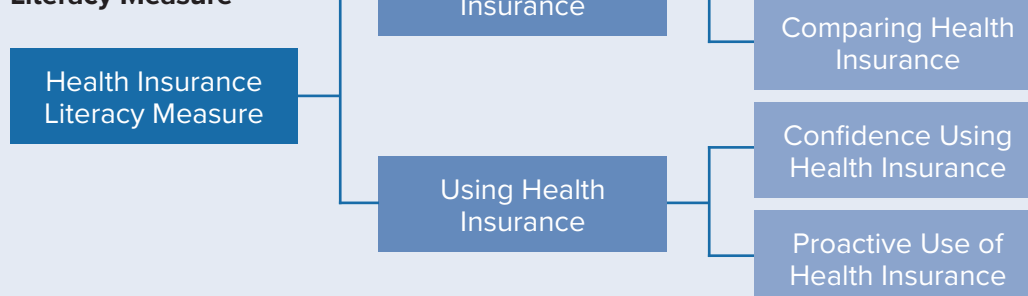 Literacy Measure
Insurance
Comparing Health
Insurance
Health Insurance
Literacy Measure
Confidence Using
Health Insurance
Using Health
Insurance
Proactive Use of
Health Insurance